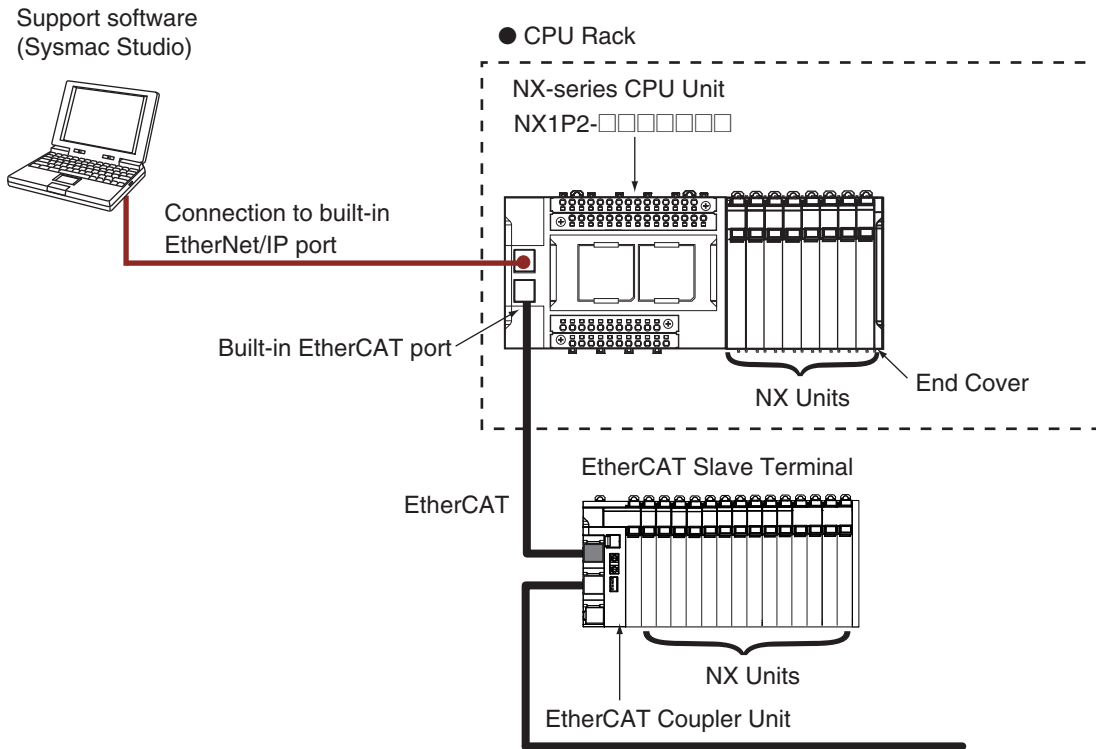 Support software
(Sysmac Studio)
● CPU Rack
NX-series CPU Unit
NX1P2-□□□□□□□
Connection to built-in
EtherNet/IP port
Built-in EtherCAT port
End Cover
NX Units
EtherCAT Slave Terminal
EtherCAT
NX Units
EtherCAT Coupler Unit